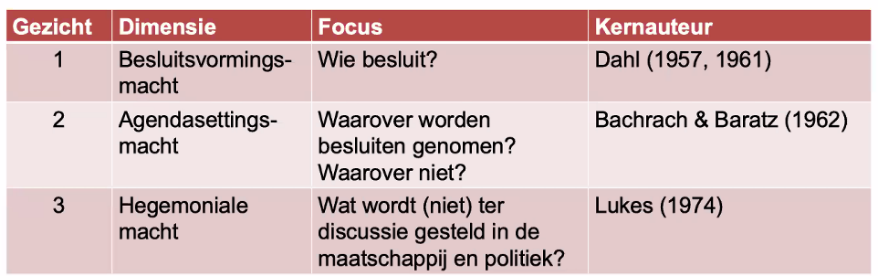 Gezicht Dimensie Focus Kernauteur
1 Besluitsvormings- Wie besluit? Dahl (1957, 1961)
macht
2 Agendasettings- Waarover worden Bachrach & Baratz (1962)
macht besluiten genomen?
Waarover niet?
3 Hegemoniale Wat wordt (niet) ter Lukes (1974)
macht discussie gesteld in de
maatschappij en politiek?